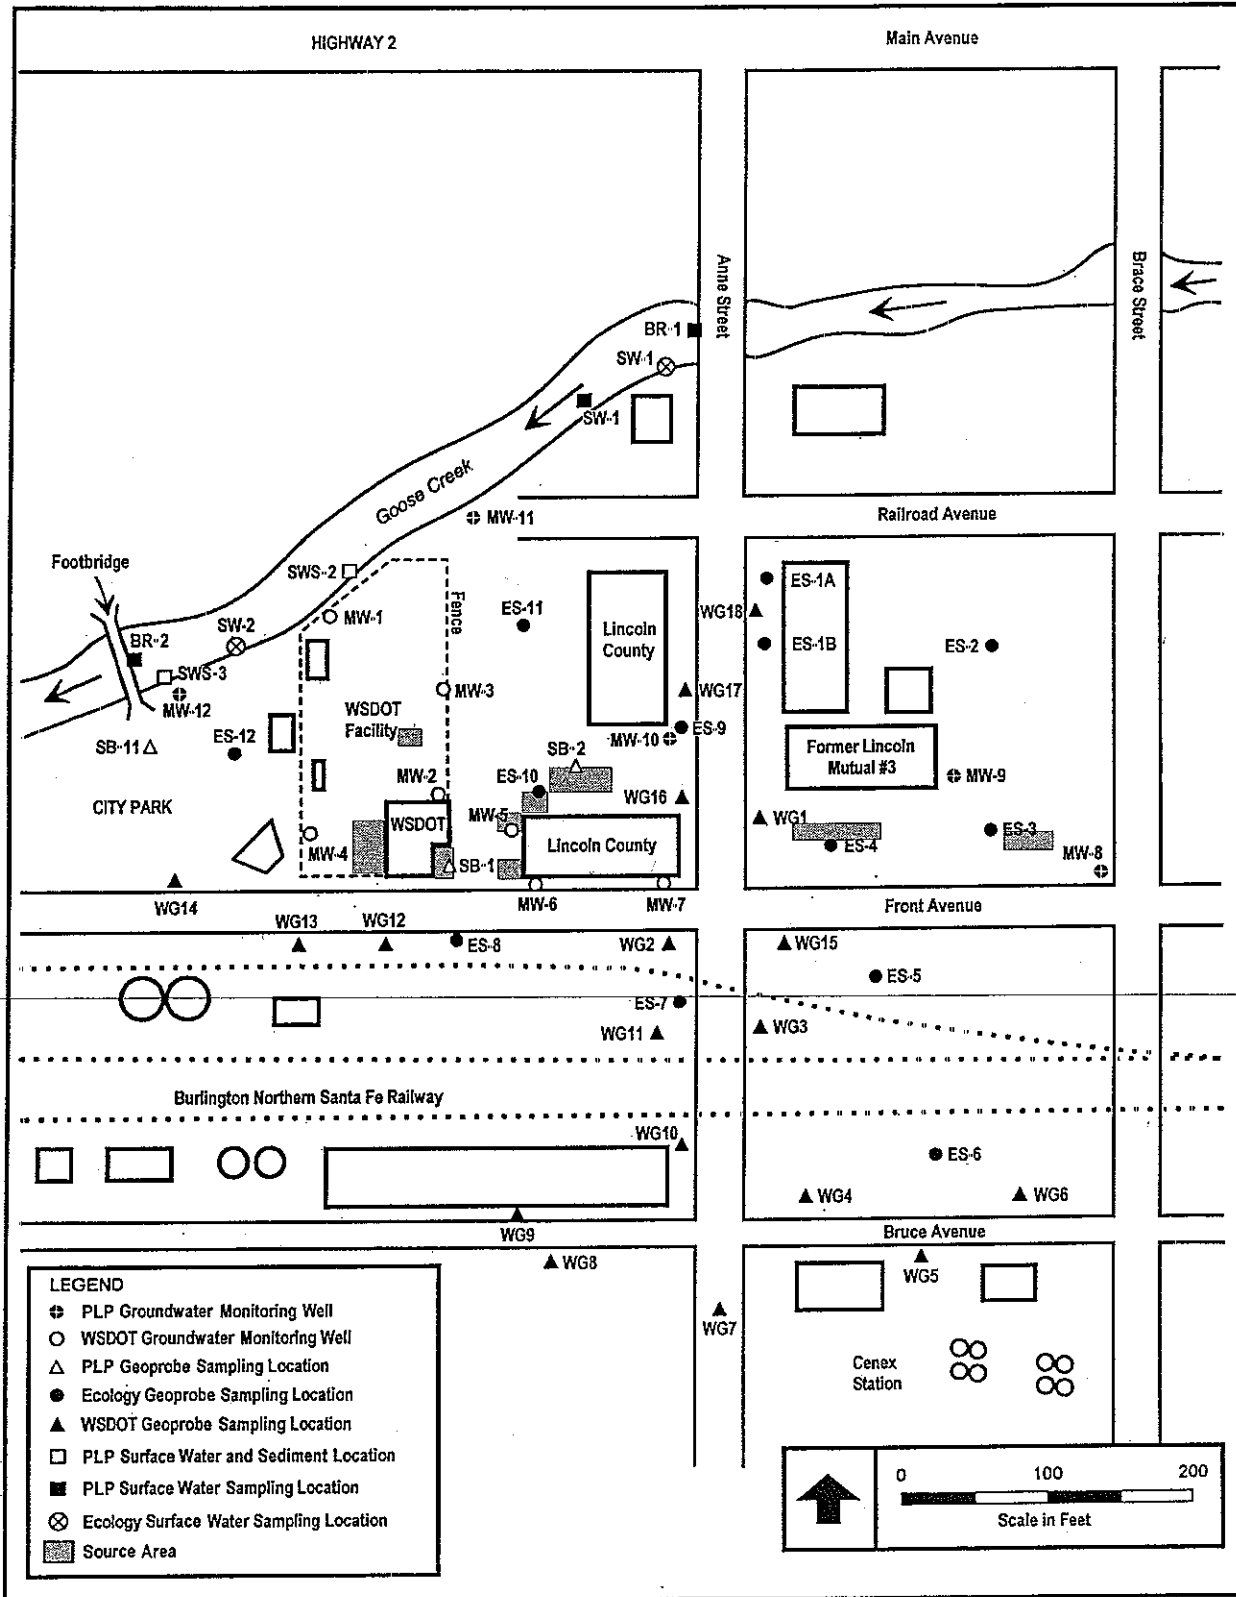 HIGHWAY 2
Main Avenue
Anne Street
Brace Street
BR-1
SW-1
SW-1
Goose Creek
MW-11
Railroad Avenue
Footbridge
SWS-2
Fence
ES-11
ES-1A
MW-1
WG18
SW-2
BR-2
Lincoln
County
ES-1B
ES-2
SWS-3
MW-3
WG17
MW-12
WSDOT
Facility
ES-9
MW-10
SB-11
ES-12
SB-2
Former Lincoln
Mutual #3
MW-9
MW-2
ES-10
WG16
CITY PARK
MW-5
WSDOT
WG1
ES-3
MW-4
Lincoln County
ES-4
SB-1
MW-8
WG14
MW-6
MW-7
Front Avenue
WG13
WG12
ES-8
WG2
WG15
ES-5
ES-7
WG11
WG3
Burlington Northern Santa Fe Railway
WG10
ES-6
WG4
WG6
WG9
Bruce Avenue
WG8
WG5
WG7
Cenex
Station
LEGEND
PLP Groundwater Monitoring Well
WSDOT Groundwater Monitoring Well
PLP Geoprobe Sampling Location
Ecology Geoprobe Sampling Location
WSDOT Geoprobe Sampling Location
PLP Surface Water and Sediment Location
PLP Surface Water Sampling Location
Ecology Surface Water Sampling Location
Source Area
0 100 200
Scale in Feet